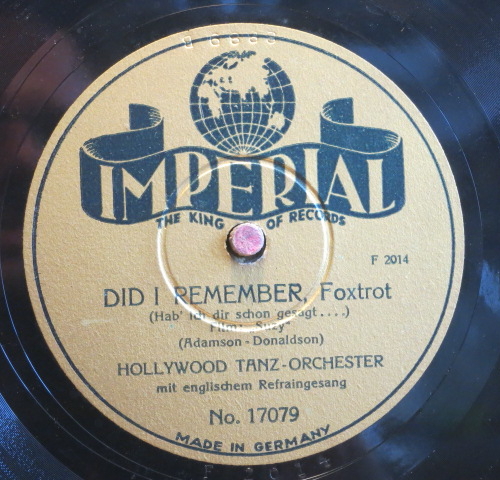 IMPERIAL
THE KING OF RECORDS
F 2014
DID I REMEMBER, Foxtrot
(Hab' ich dir schon gesagt....)
Film: "Suzy"
(Adamson-Donaldson)
HOLLYWOOD TANZ-ORCHESTER
mit englischem Refraingesang
No. 17079
MADE IN GERMANY